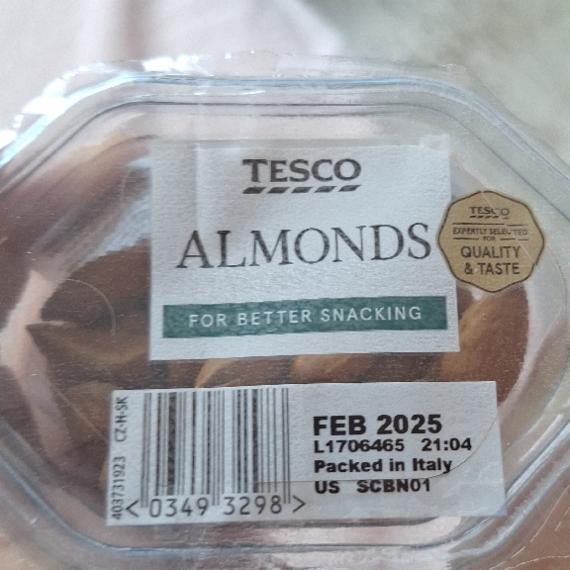 TESCO
ALMONDS
FOR BETTER SNACKING
TESCO
EXPERTLY SELECTED
FOR
QUALITY
& TASTE
403731923 CZ-H-SK
<0349 3298>
FEB 2025
L1706465 21:04
Packed in Italy
US SCBN01